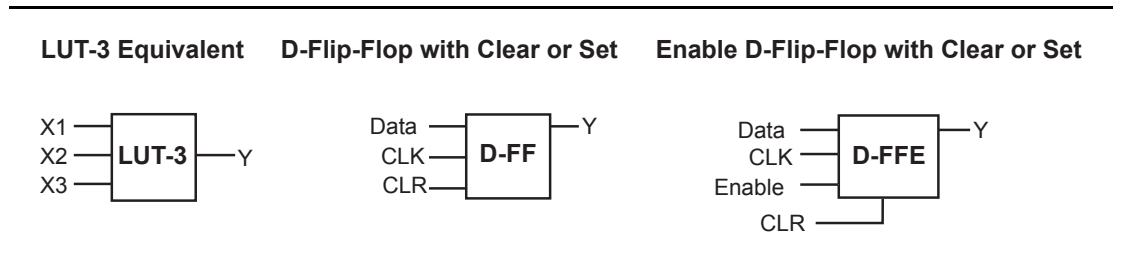 LUT-3 Equivalent
D-Flip-Flop with Clear or Set
Enable D-Flip-Flop with Clear or Set
X1
X2
X3
LUT-3
Y
Data
CLK
CLR
D-FF
Y
Data
CLK
Enable
CLR
D-FFE
Y